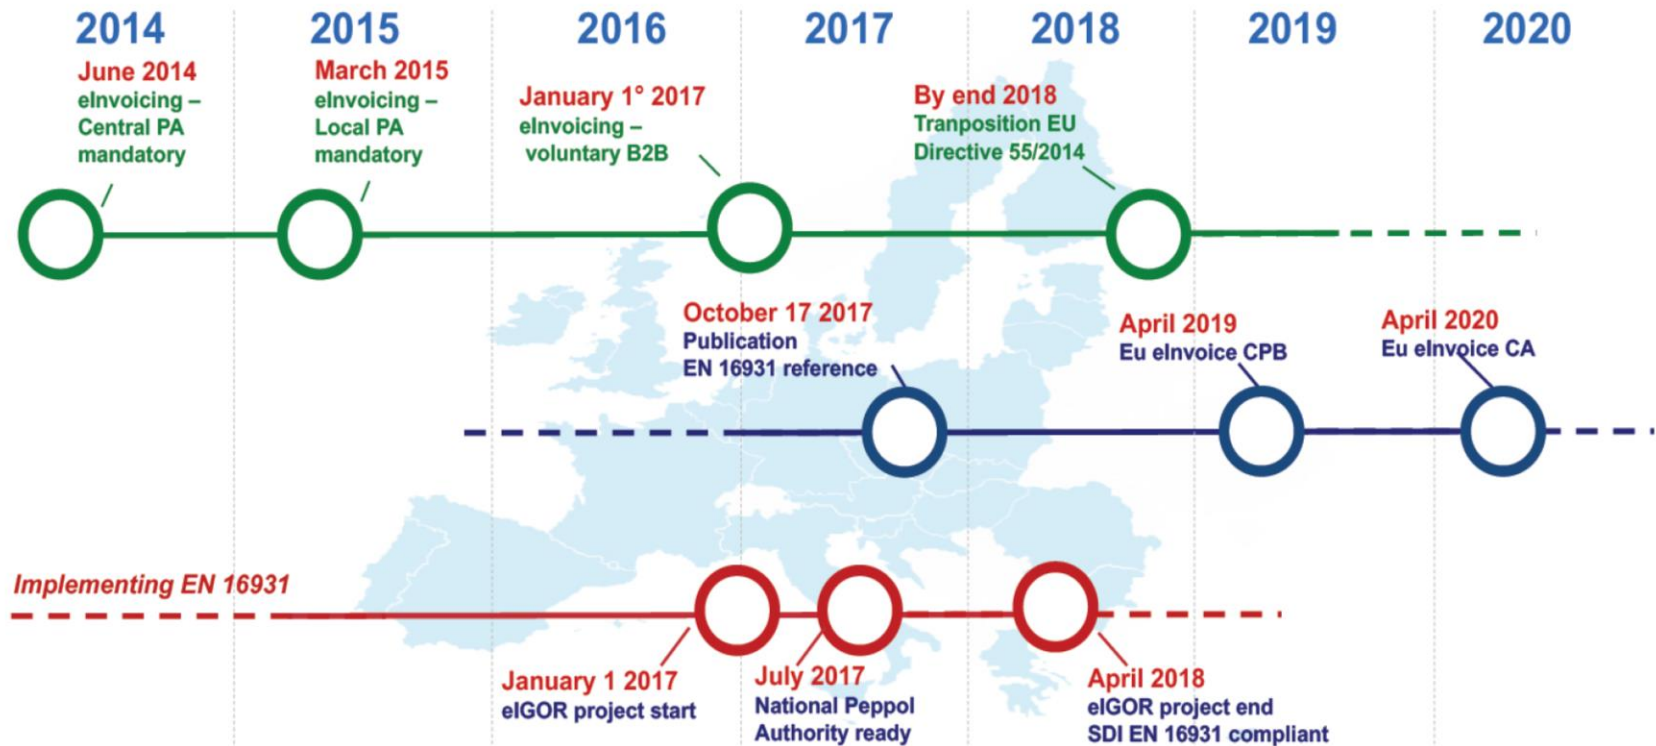 2014
2015
2016
2017
2018
2019
2020
June 2014
eInvoicing –
Central PA
mandatory
March 2015
eInvoicing –
Local PA
mandatory
January 1° 2017
eInvoicing –
voluntary B2B
By end 2018
Tranposition EU
Directive 55/2014
October 17 2017
Publication
EN 16931 reference
April 2019
Eu eInvoice CPB
April 2020
Eu eInvoice CA
Implementing EN 16931
January 1 2017
eIGOR project start
July 2017
National Peppol
Authority ready
April 2018
eIGOR project end
SDI EN 16931 compliant